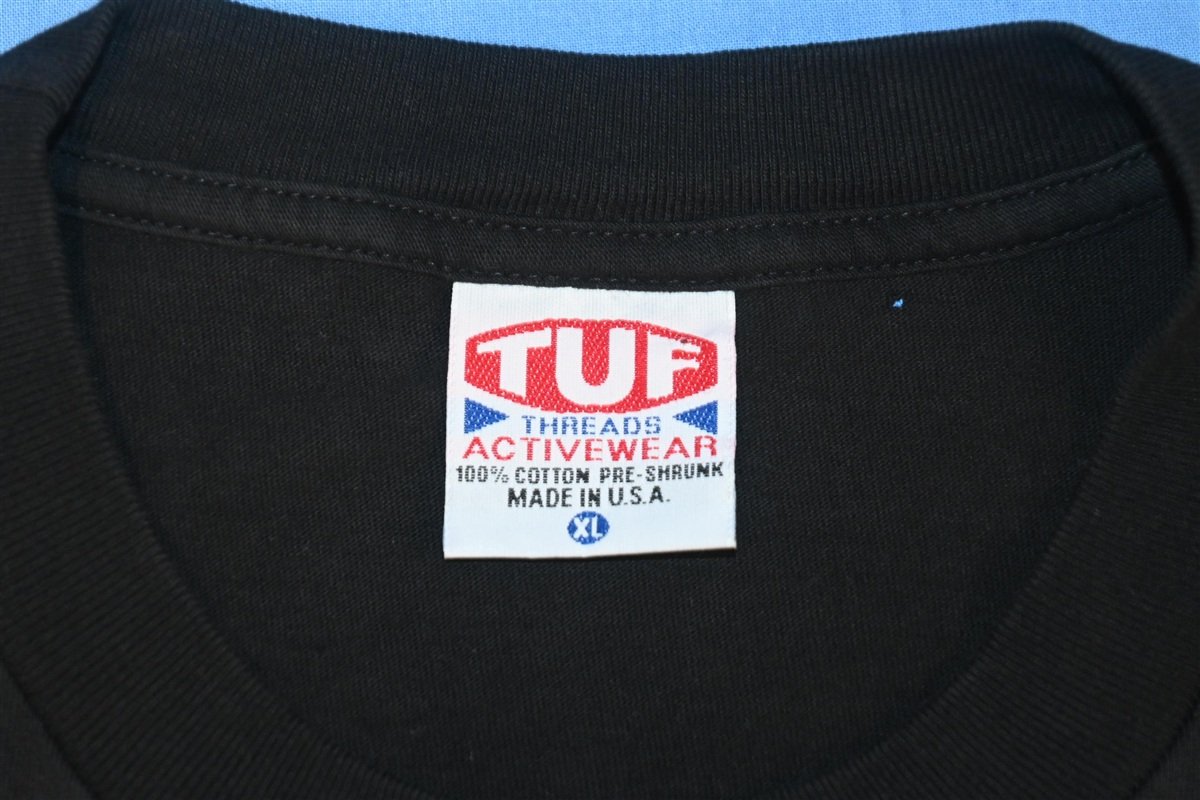 TUF
THREADS
ACTIVEWEAR
100% COTTON PRE-SHRUNK
MADE IN U.S.A.
XL